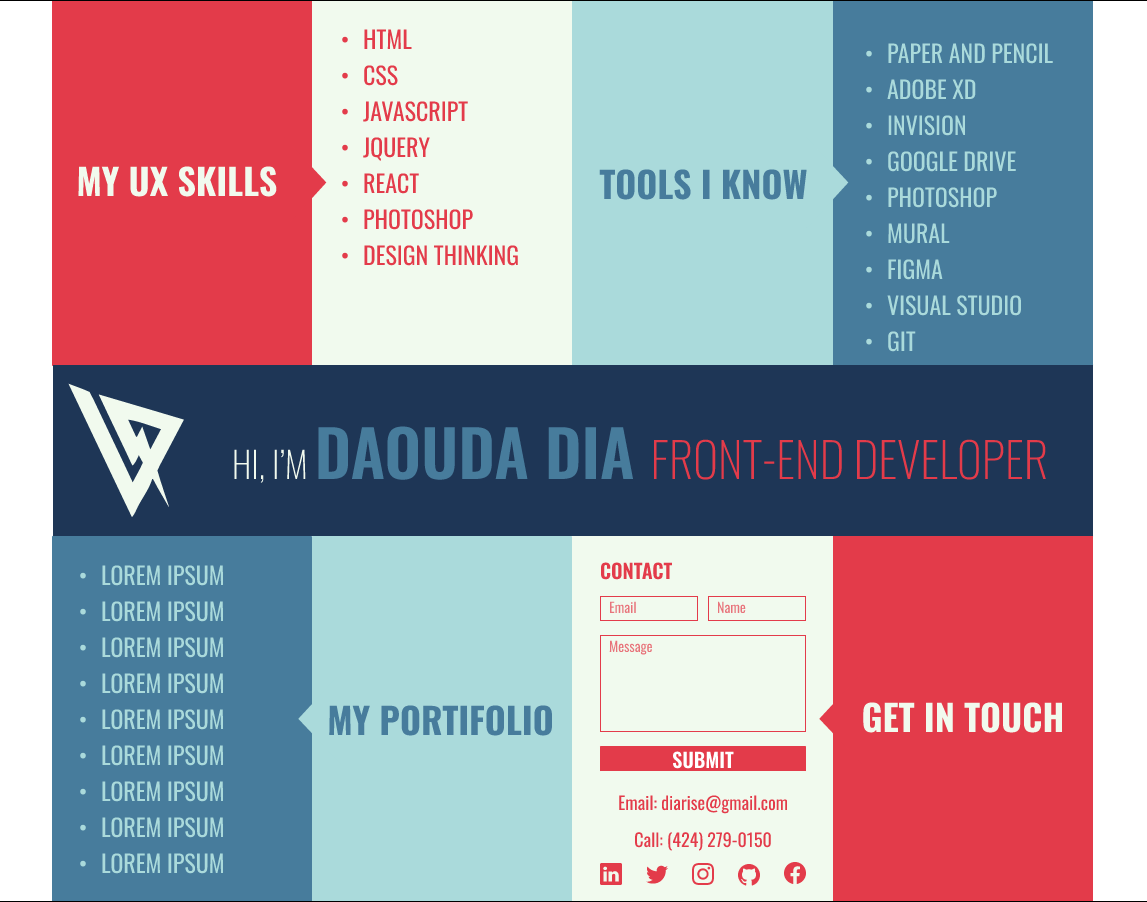 MY UX SKILLS
• HTML
• CSS
• JAVASCRIPT
• JQUERY
• REACT
• PHOTOSHOP
• DESIGN THINKING
TOOLS I KNOW
• PAPER AND PENCIL
• ADOBE XD
• INVISION
• GOOGLE DRIVE
• PHOTOSHOP
• MURAL
• FIGMA
• VISUAL STUDIO
• GIT
HI, I'M DAOUDA DIA FRONT-END DEVELOPER
• LOREM IPSUM
• LOREM IPSUM
• LOREM IPSUM
• LOREM IPSUM
• LOREM IPSUM
• LOREM IPSUM
• LOREM IPSUM
• LOREM IPSUM
• LOREM IPSUM
MY PORTIFOLIO
CONTACT
Email Name
Message
SUBMIT
Email: diarise@gmail.com
Call: (424) 279-0150
GET IN TOUCH